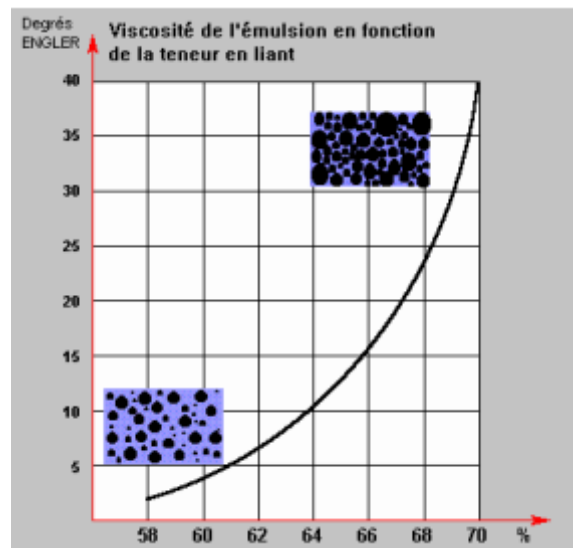 Degrés
ENGLER
Viscosité de l'émulsion en fonction
de la teneur en liant
40
35
30
25
20
15
10
5
58 60 62 64 66 68 70 %